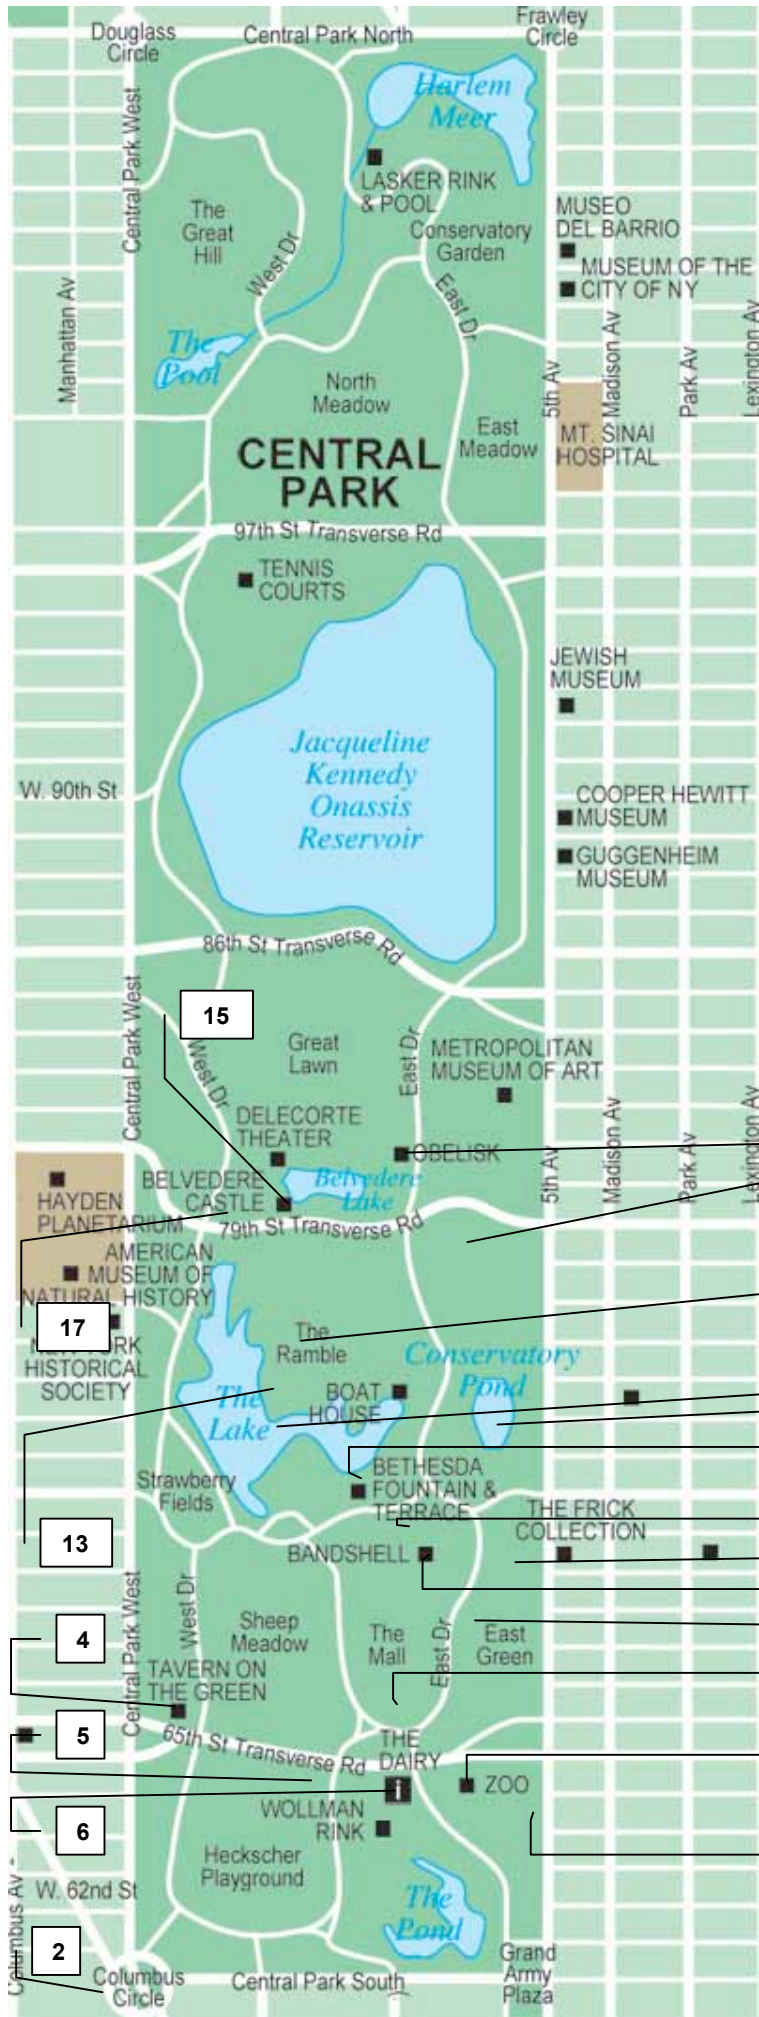 Douglass
Circle
Central Park North
Frawley
Circle
Central Park West
Harlem
Meer
LASKER RINK
& POOL
The
Great
Hill
West Dr
Conservatory
Garden
East Dr
MUSEO
DEL BARRIO
MUSEUM OF THE
CITY OF NY
Manhattan Av
The
Pool
North
Meadow
East
Meadow
5th Av
Madison Av
Park Av
Lexington Av
MT. SINAI
HOSPITAL
CENTRAL
PARK
97th St Transverse Rd
TENNIS
COURTS
JEWISH
MUSEUM
Jacqueline
Kennedy
Onassis
Reservoir
W. 90th St
COOPER HEWITT
MUSEUM
GUGGENHEIM
MUSEUM
86th St Transverse Rd
Central Park West
15
West Dr
Great
Lawn
East Dr
METROPOLITAN
MUSEUM OF ART
DELECORTE
THEATER
OBELISK
5th Av
Madison Av
Park Av
Lexington Av
BELVEDERE
CASTLE
Belvedere
Lake
HAYDEN
PLANETARIUM
79th St Transverse Rd
AMERICAN
MUSEUM OF
NATURAL HISTORY
17
NEW YORK
HISTORICAL
SOCIETY
The
Ramble
Conservatory
Pond
The
Lake
BOAT
HOUSE
Strawberry
Fields
BETHESDA
FOUNTAIN &
TERRACE
THE FRICK
COLLECTION
13
BANDSHELL
Central Park West
West Dr
Sheep
Meadow
The
Mall
East Dr
East
Green
4
TAVERN ON
THE GREEN
5
65th St Transverse Rd
THE
DAIRY
i
ZOO
6
WOLLMAN
RINK
Heckscher
Playground
Columbus Av
W. 62nd St
The
Pond
2
Columbus
Circle
Central Park South
Grand
Army
Plaza